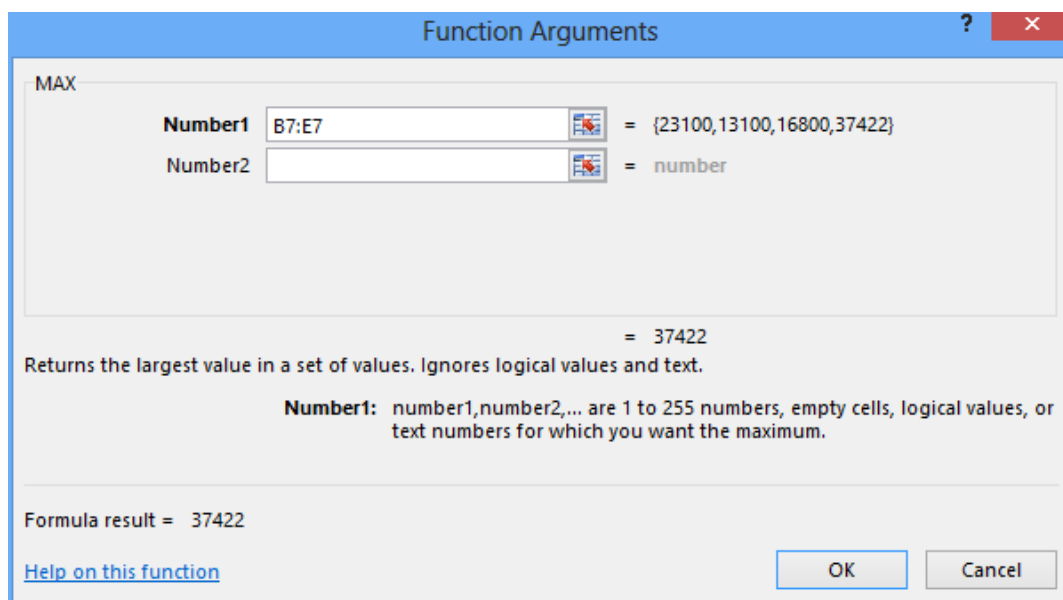 Function Arguments
?
MAX
Number1 B7:E7 = {23100,13100,16800,37422}
Number2 = number
= 37422
Returns the largest value in a set of values. Ignores logical values and text.
Number1: number1,number2,... are 1 to 255 numbers, empty cells, logical values, or
text numbers for which you want the maximum.
Formula result = 37422
Help on this function
OK
Cancel